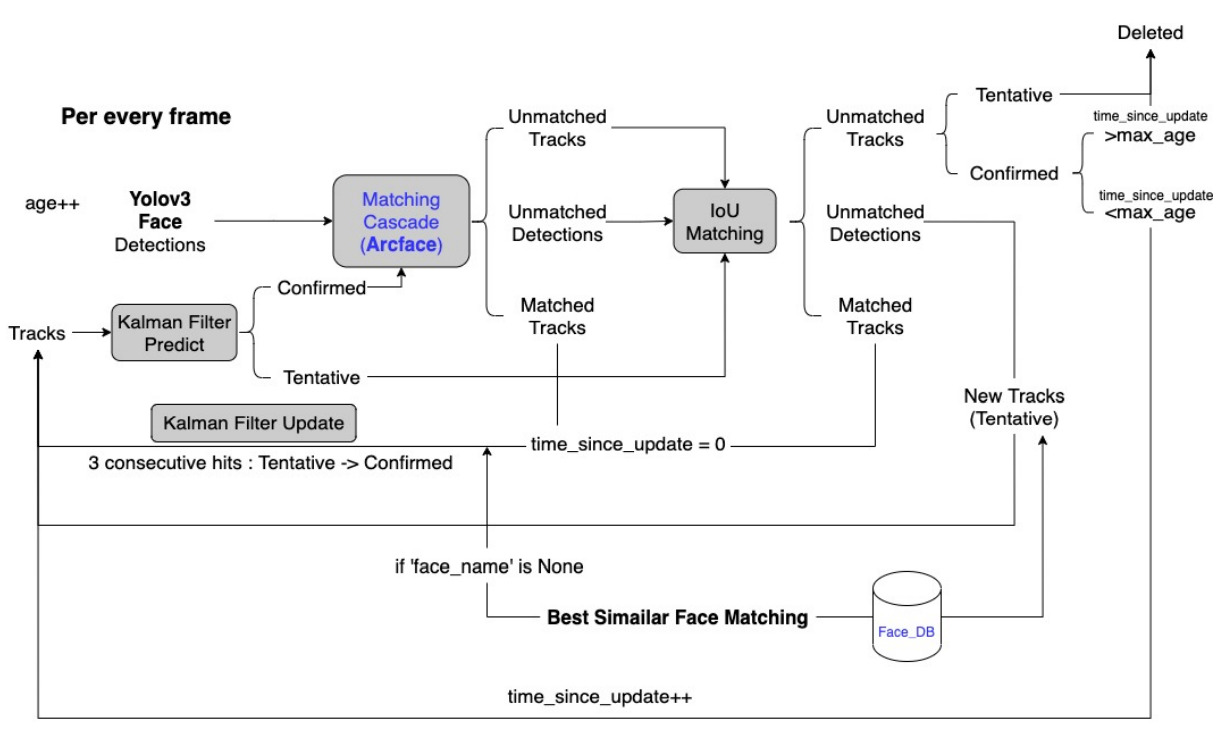 Deleted
Per every frame
age++
Yolov3
Face
Detections
Matching
Cascade
(Arcface)
Unmatched
Tracks
Unmatched
Detections
Matched
Tracks
IoU
Matching
Unmatched
Tracks
Unmatched
Detections
Matched
Tracks
Tentative
Confirmed
time_since_update
>max_age
time_since_update
<max_age
Tracks
Kalman Filter
Predict
Confirmed
Tentative
Kalman Filter Update
3 consecutive hits : Tentative -> Confirmed
time_since_update = 0
New Tracks
(Tentative)
if 'face_name' is None
Best Simailar Face Matching
Face_DB
time_since_update++